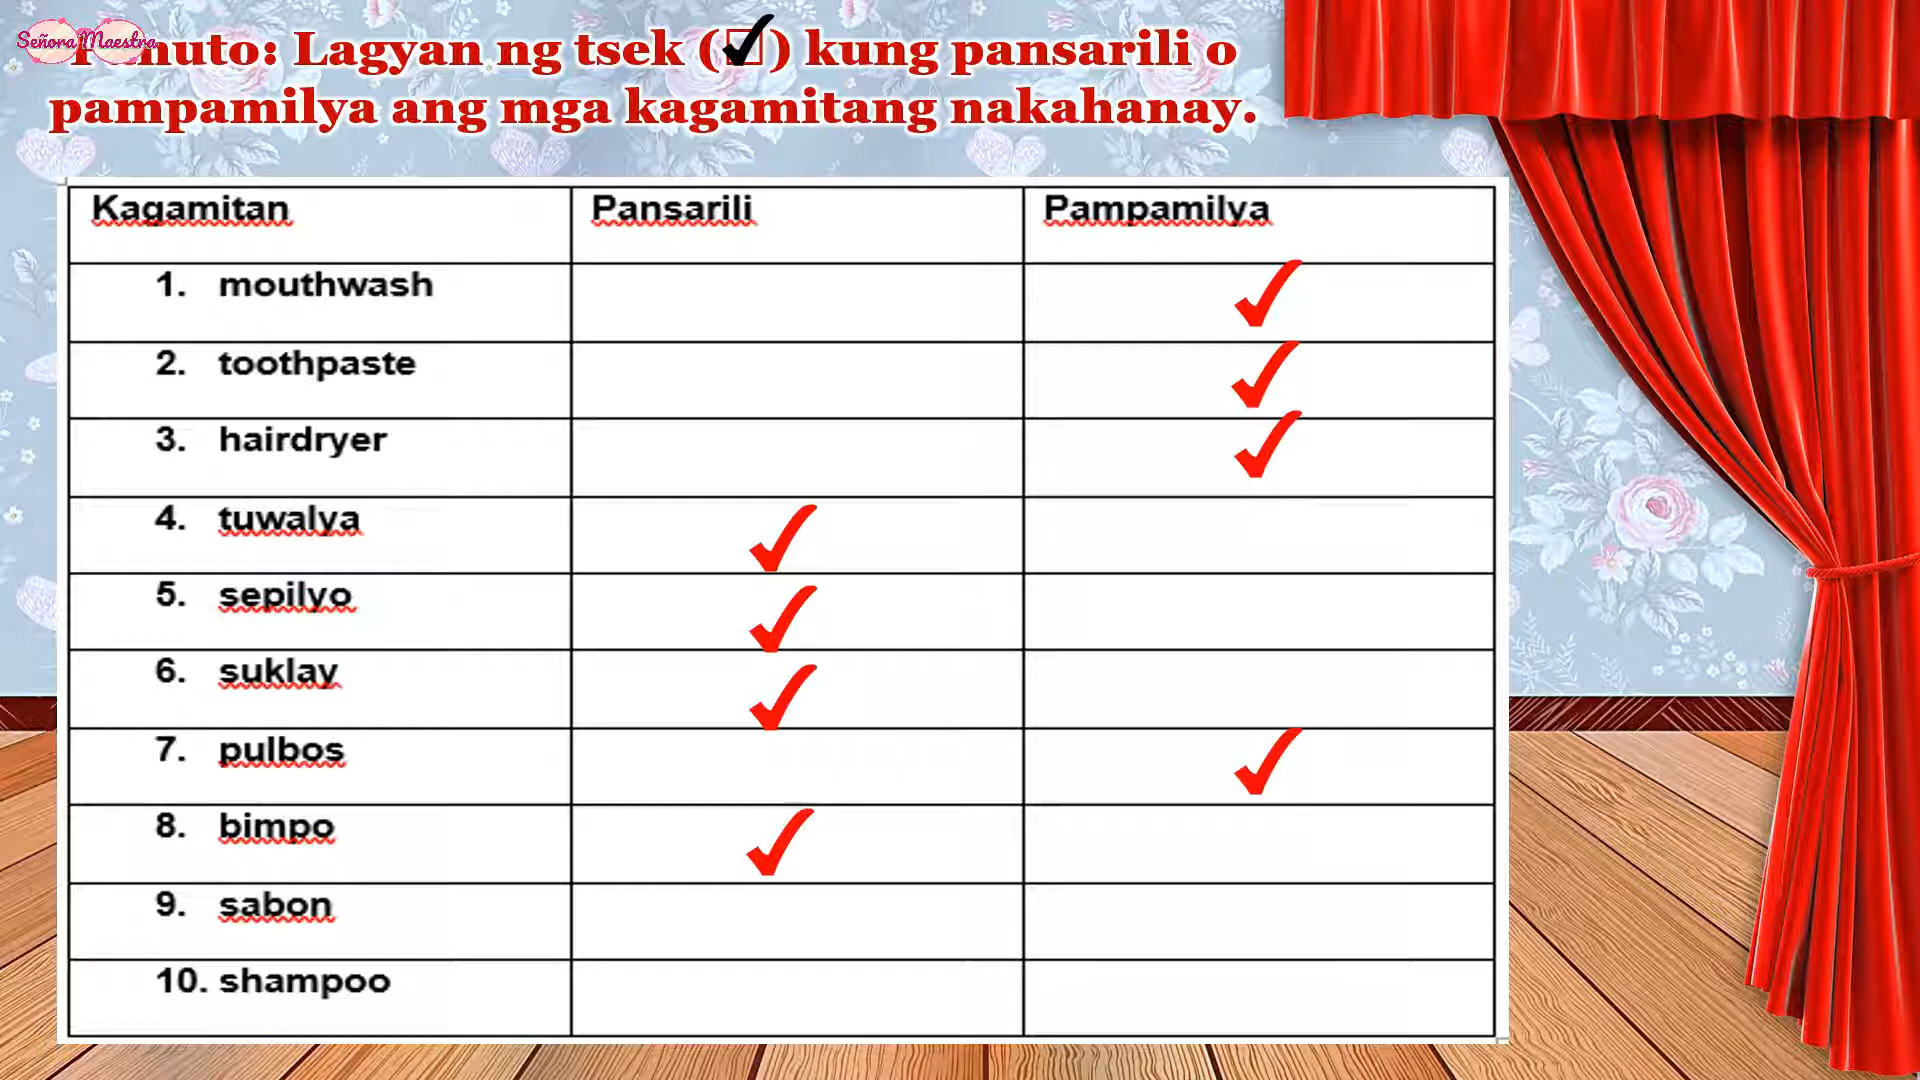 Señora Maestra
nuto: Lagyan ng tsek (✓) kung pansarili o
pampamilya ang mga kagamitang nakahanay.
Kagamitan Pansarili Pampamilya
1. mouthwash ✓
2. toothpaste ✓
3. hairdryer ✓
4. tuwalya ✓
5. sepilyo ✓
6. suklay ✓
7. pulbos ✓
8. bimpo ✓
9. sabon
10. shampoo